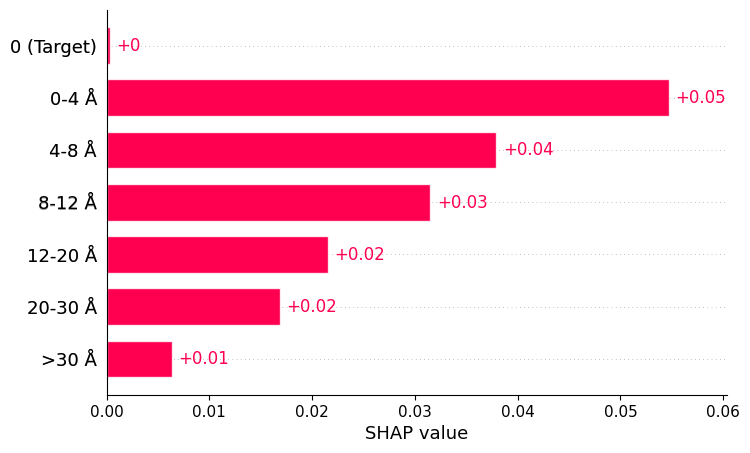 0 (Target) +0
0-4 Å +0.05
4-8 Å +0.04
8-12 Å +0.03
12-20 Å +0.02
20-30 Å +0.02
>30 Å +0.01
0.00 0.01 0.02 0.03 0.04 0.05 0.06
SHAP value